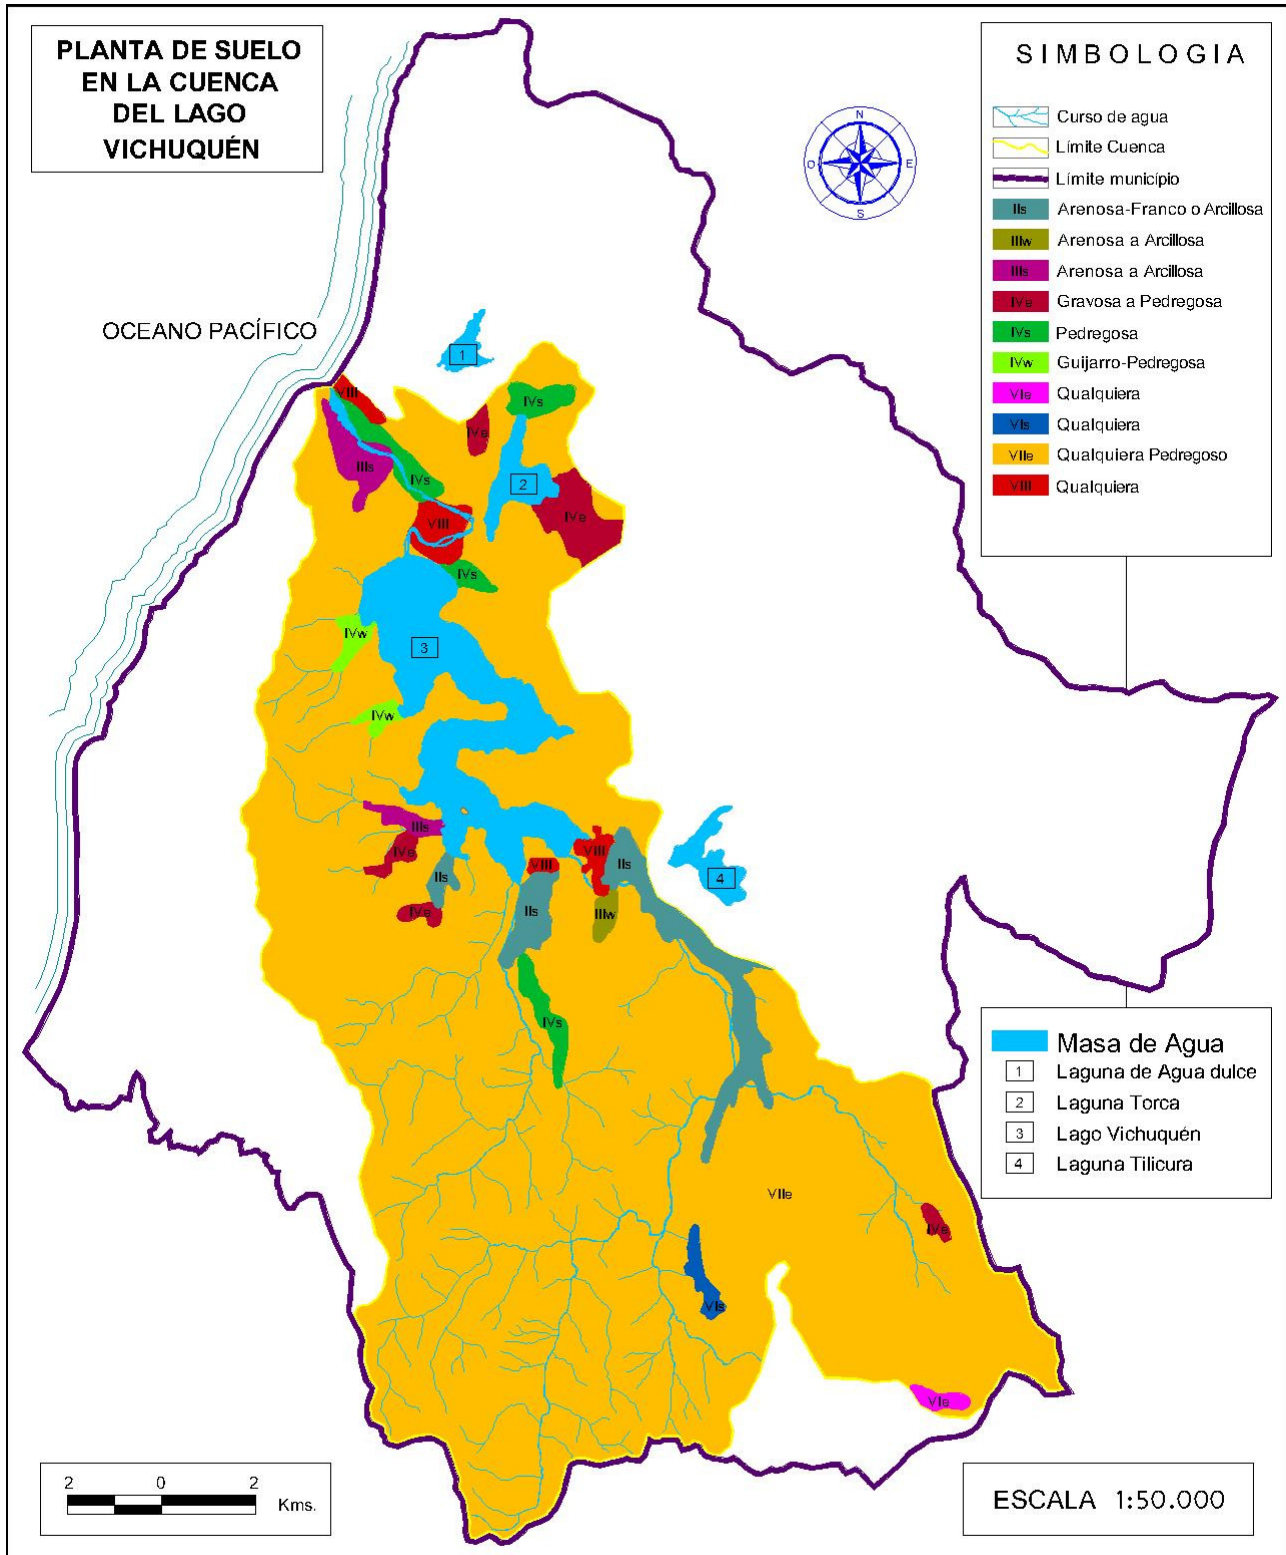 PLANTA DE SUELO
EN LA CUENCA
DEL LAGO
VICHUQUÉN
SIMBOLOGIA
Curso de agua
Límite Cuenca
Límite município
IIs Arenosa-Franco o Arcillosa
IIIw Arenosa a Arcillosa
IIIs Arenosa a Arcillosa
IVe Gravosa a Pedregosa
IVs Pedregosa
IVw Guijarro-Pedregosa
VIe Qualquiera
VIs Qualquiera
VIIe Qualquiera Pedregoso
VIII Qualquiera
N
O
E
S
OCEANO PACÍFICO
1
VIII
IVs
IVe
IIIs
IVs
2
IVe
VIII
IVs
IVw
3
IVw
IIIs
IVe
VIII
VIII
IIs
IIs
4
IVe
IIs
IIIw
IVs
VIIe
IVe
VIs
VIe
Masa de Agua
1 Laguna de Agua dulce
2 Laguna Torca
3 Lago Vichuquén
4 Laguna Tilicura
2 0 2
Kms.
ESCALA 1:50.000